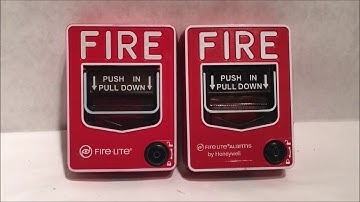 FIRE
PUSH IN
PULL DOWN
FIRE-LITE®
FIRE
PUSH IN
PULL DOWN
FIRE-LITE®ALARMS
by Honeywell